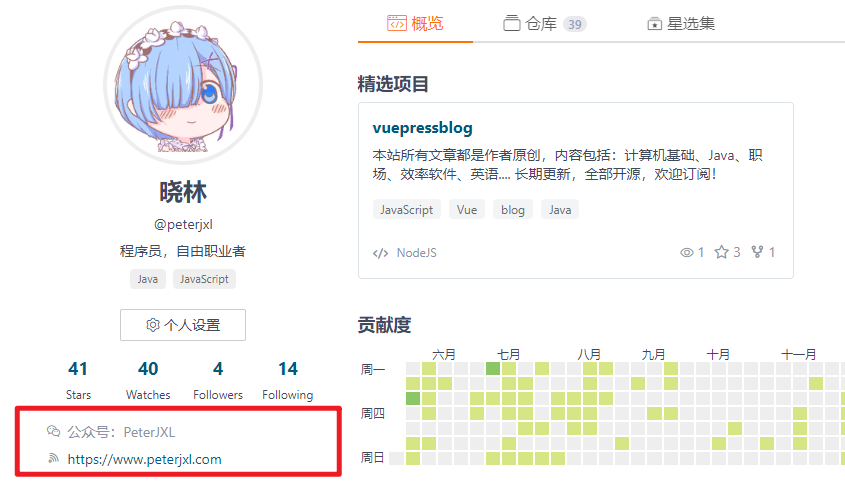 晓林
@peterjxl
程序员，自由职业者
Java JavaScript
个人设置
41 40 4 14
Stars Watches Followers Following
公众号：PeterJXL
https://www.peterjxl.com
概览 仓库 39 星选集
精选项目
vuepressblog
本站所有文章都是作者原创，内容包括：计算机基础、Java、职
场、效率软件、英语.... 长期更新，全部开源，欢迎订阅！
JavaScript Vue blog Java
NodeJS 1 3 1
贡献度
六月 七月 八月 九月 十月 十一月
周一
周四
周日